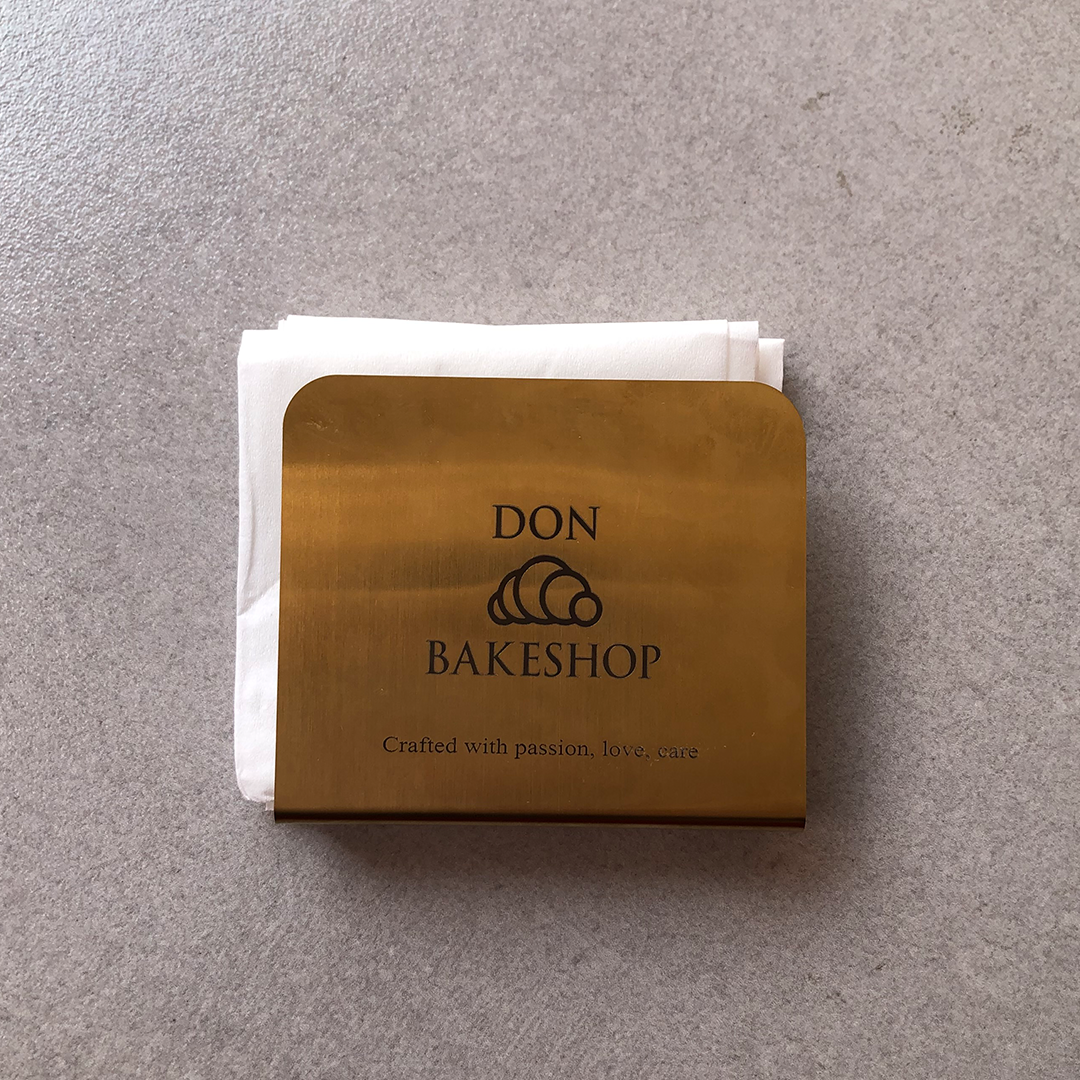 DON
BAKESHOP
Crafted with passion, love, care